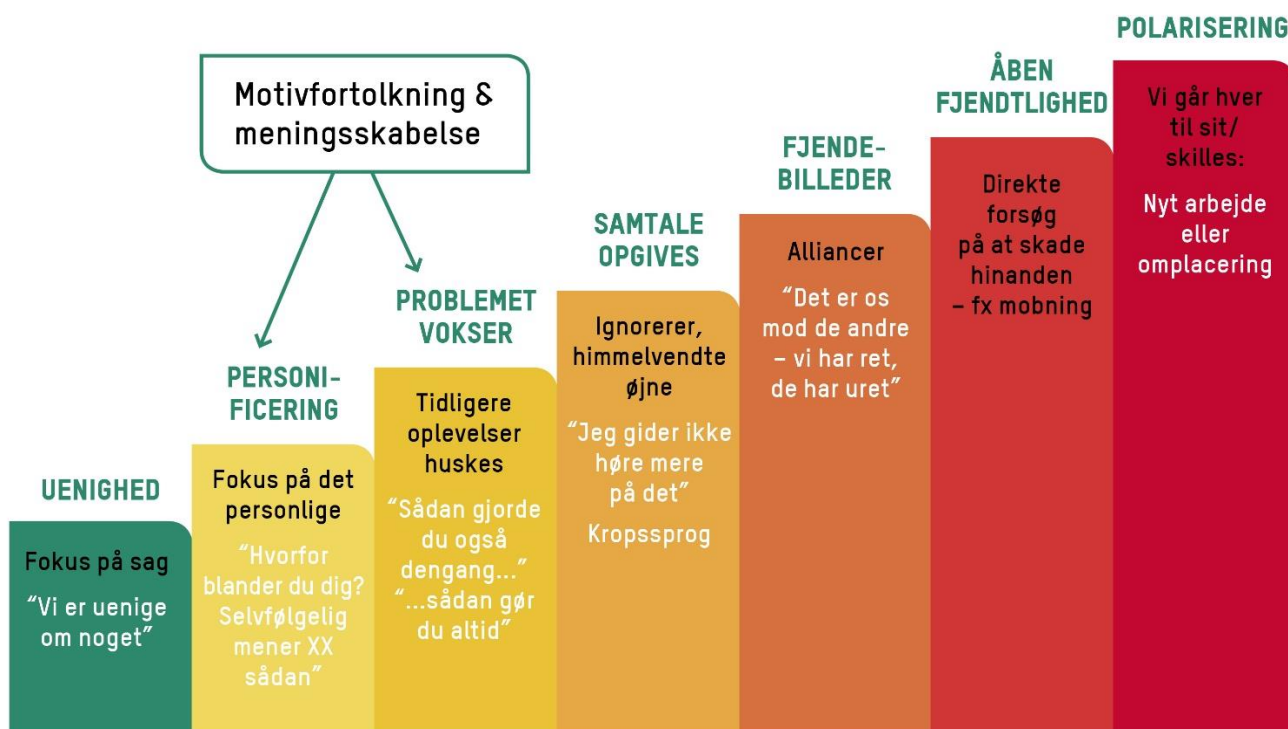 Motivfortolkning &
meningsskabelse
UENIGHED
Fokus på sag
“Vi er uenige
om noget”
PERSONI-
FICERING
Fokus på det
personlige
“Hvorfor
blander du dig?
Selvfølgelig
mener XX
sådan”
PROBLEMET
VOKSER
Tidligere
oplevelser
huskes
“Sådan gjorde
du også
dengang...”
“...sådan gør
du altid”
SAMTALE
OPGIVES
Ignorerer,
himmelvendte
øjne
“Jeg gider ikke
høre mere
på det”
Kropssprog
FJENDE-
BILLEDER
Alliancer
“Det er os
mod de andre
– vi har ret,
de har uret”
ÅBEN
FJENDTLIGHED
Direkte
forsøg
på at skade
hinanden
– fx mobning
POLARISERING
Vi går hver
til sit/
skilles:
Nyt arbejde
eller
omplacering